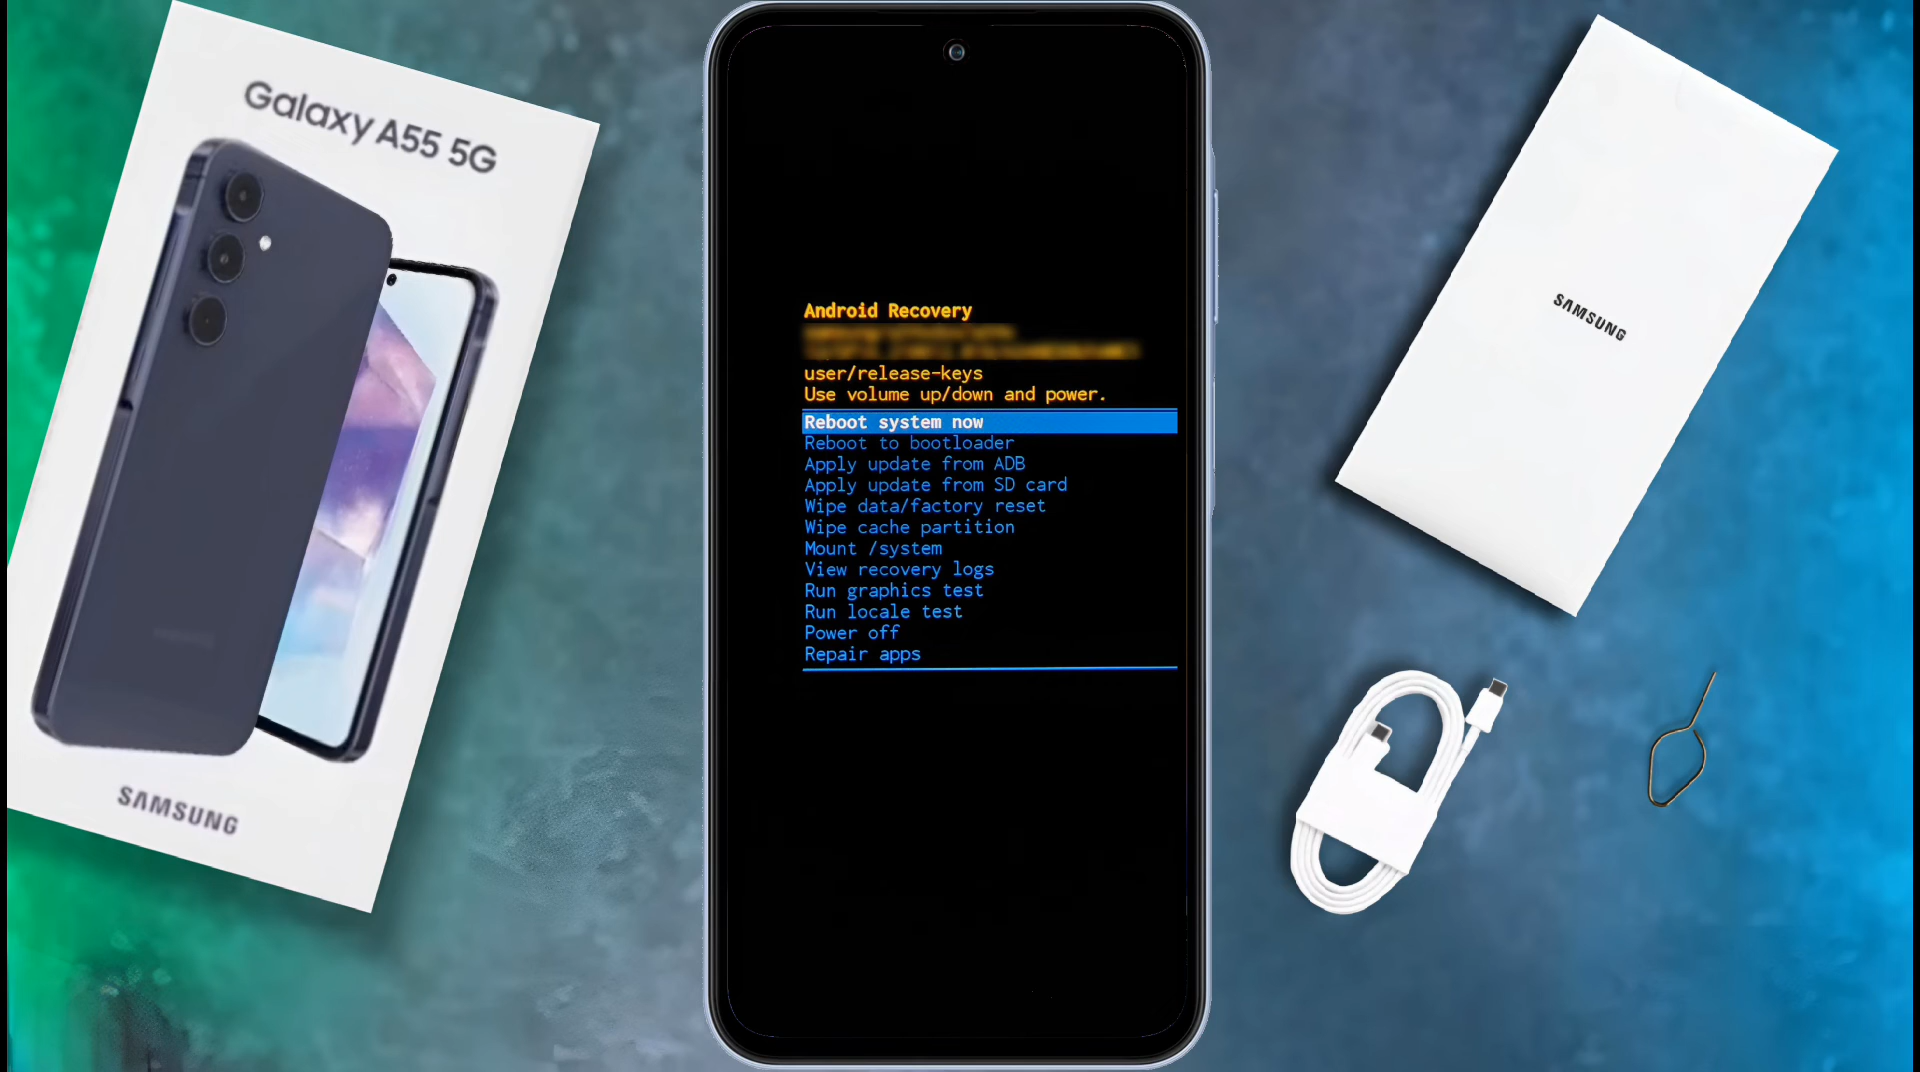 Galaxy A55 5G
SAMSUNG
Android Recovery
user/release-keys
Use volume up/down and power.
Reboot system now
Reboot to bootloader
Apply update from ADB
Apply update from SD card
Wipe data/factory reset
Wipe cache partition
Mount /system
View recovery logs
Run graphics test
Run locale test
Power off
Repair apps
SAMSUNG